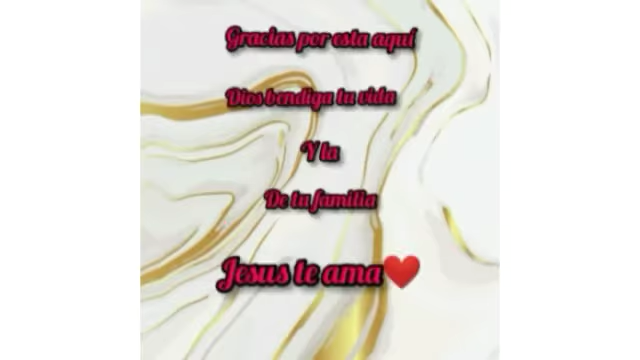 Gracias por esta aquí
Dios bendiga tu vida
Y la
De tu familia
Jesus te ama❤️